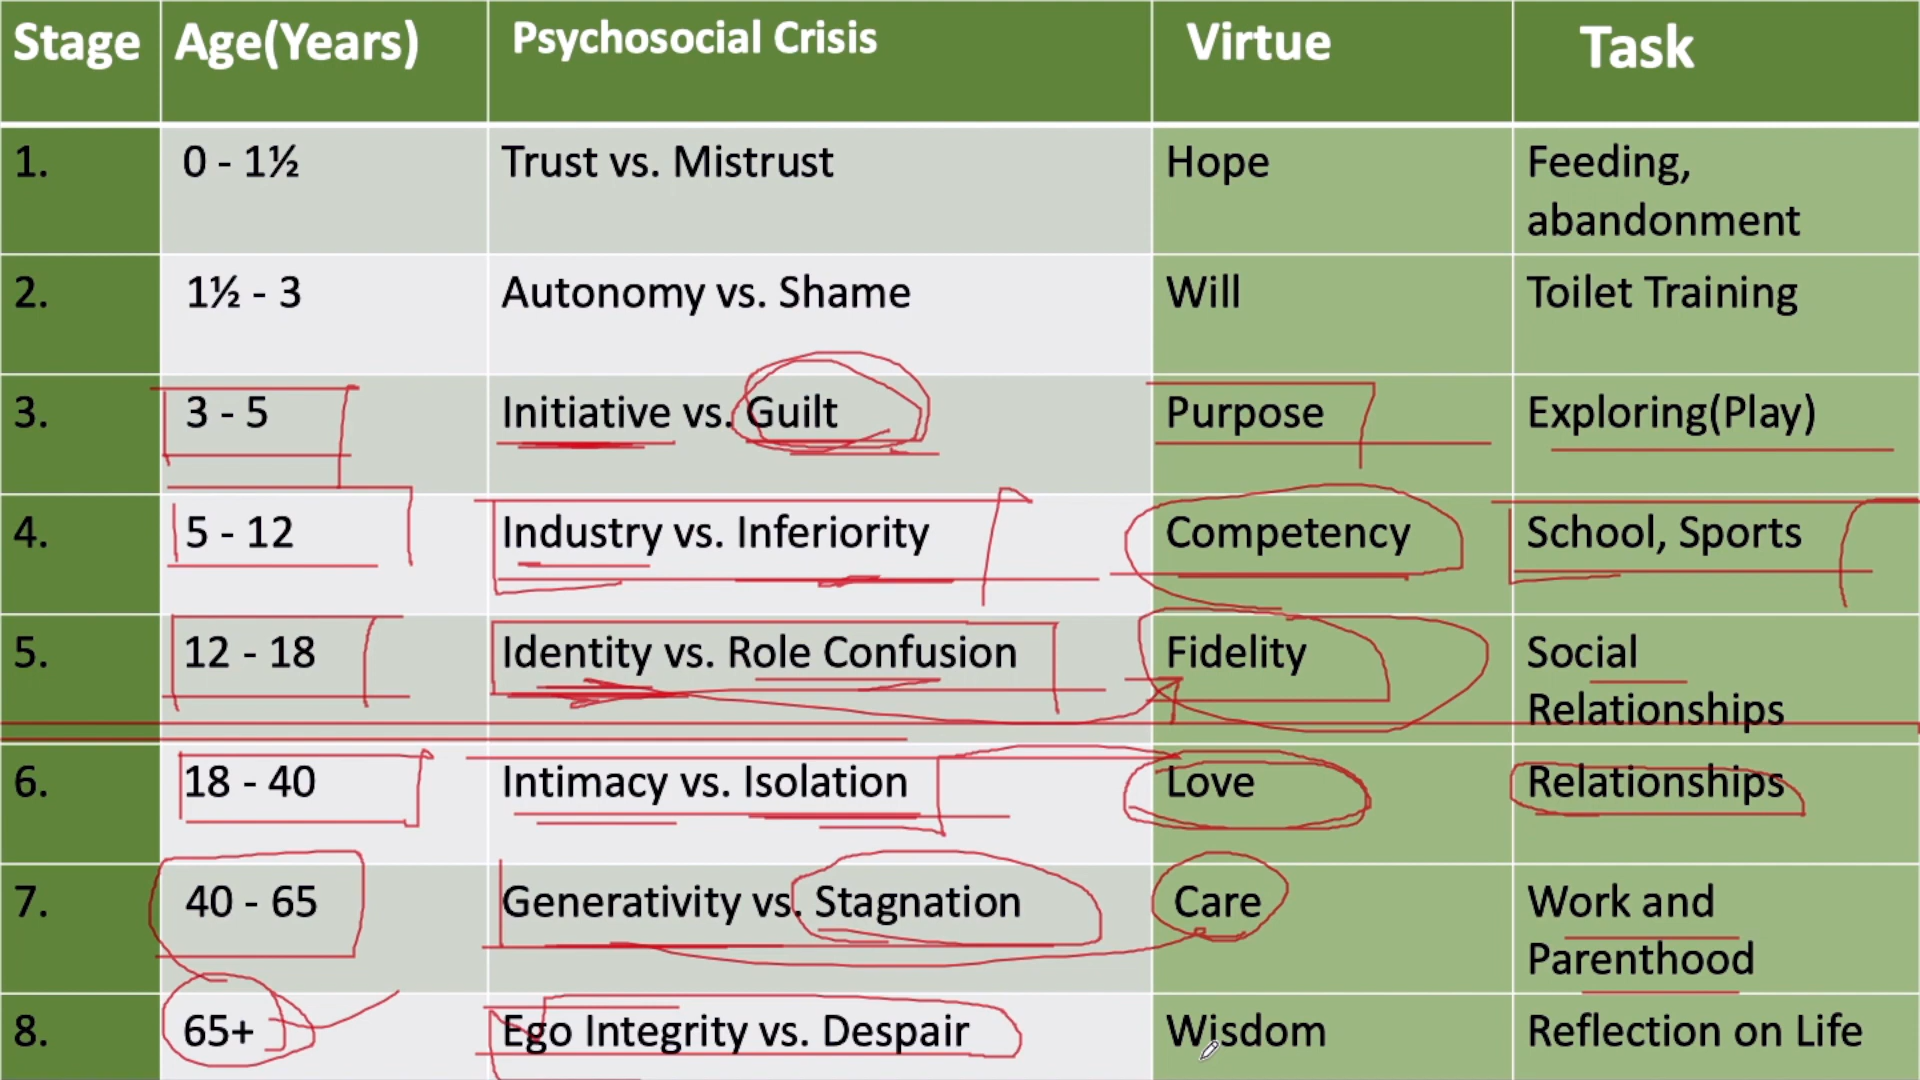 Stage Age(Years) Psychosocial Crisis Virtue Task
1. 0 - 1½ Trust vs. Mistrust Hope Feeding,
abandonment
2. 1½ - 3 Autonomy vs. Shame Will Toilet Training
3. 3 - 5 Initiative vs. Guilt Purpose Exploring(Play)
4. 5 - 12 Industry vs. Inferiority Competency School, Sports
5. 12 - 18 Identity vs. Role Confusion Fidelity Social
Relationships
6. 18 - 40 Intimacy vs. Isolation Love Relationships
7. 40 - 65 Generativity vs. Stagnation Care Work and
Parenthood
8. 65+ Ego Integrity vs. Despair Wisdom Reflection on Life